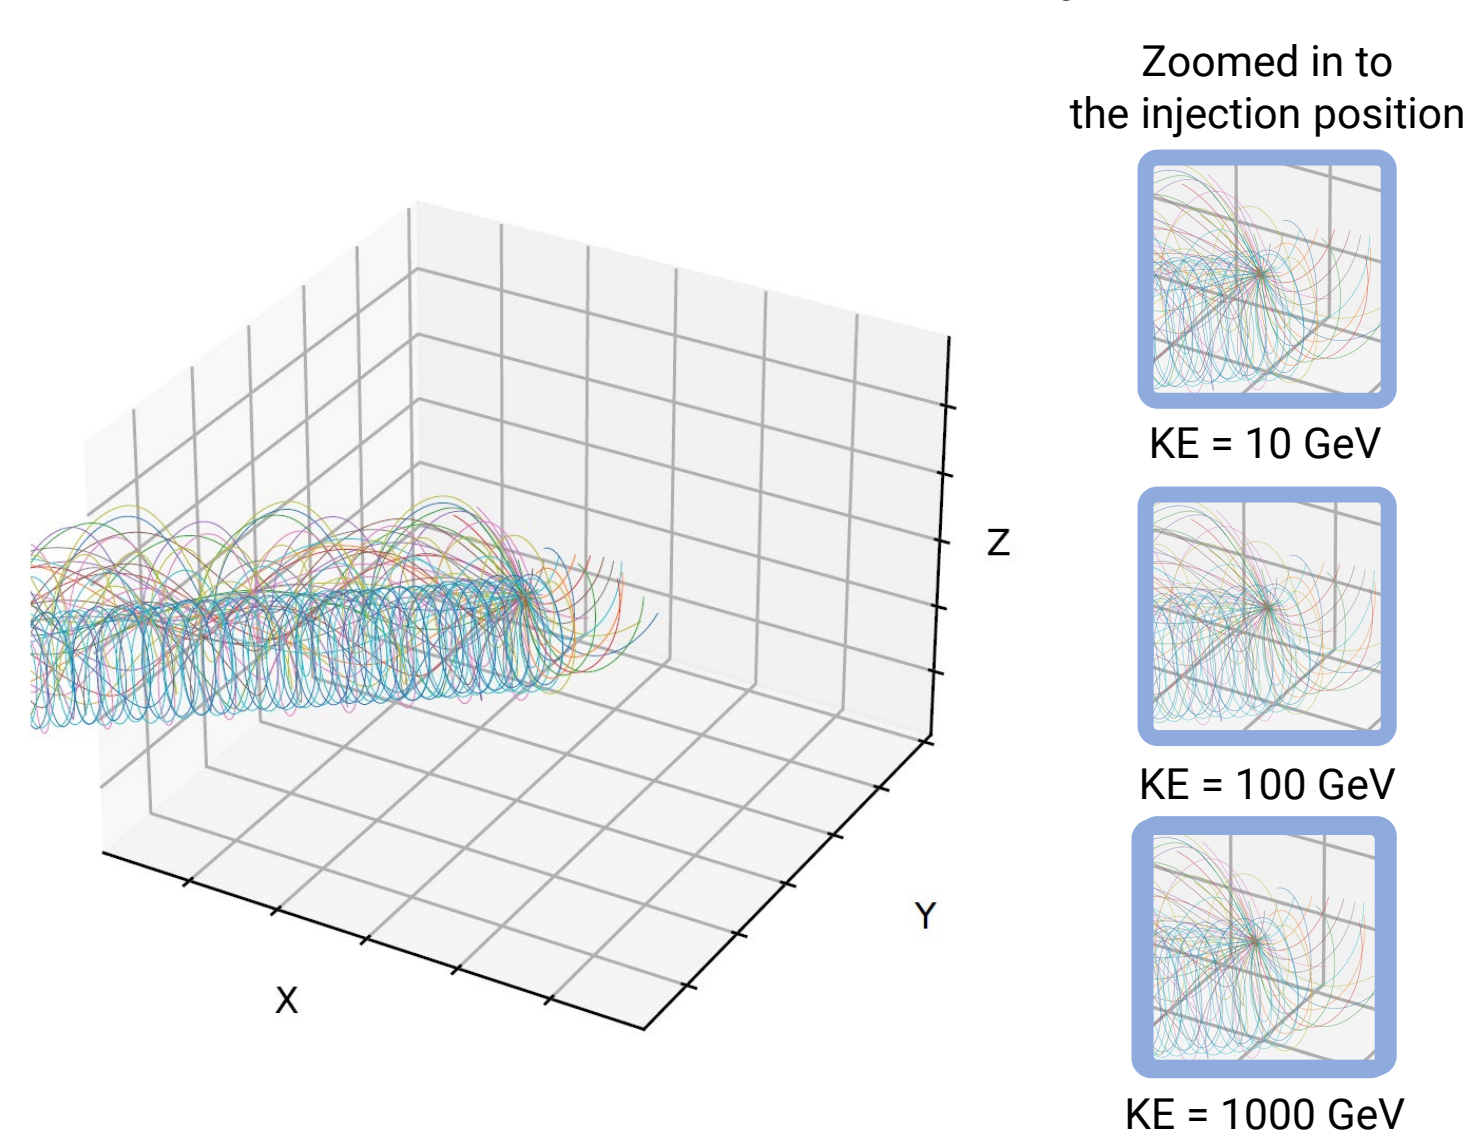 Zoomed in to
the injection position
KE = 10 GeV
Z
KE = 100 GeV
Y
X
KE = 1000 GeV